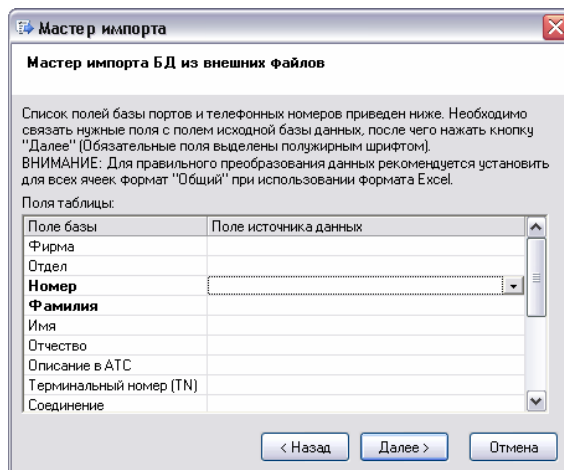 Мастер импорта
Мастер импорта БД из внешних файлов
Список полей базы портов и телефонных номеров приведен ниже. Необходимо
связать нужные поля с полем исходной базы данных, после чего нажать кнопку
"Далее" (Обязательные поля выделены полужирным шрифтом).
ВНИМАНИЕ: Для правильного преобразования данных рекомендуется установить
для всех ячеек формат "Общий" при использовании формата Excel.
Поля таблицы:
Поле базы Поле источника данных
Фирма
Отдел
Номер
Фамилия
Имя
Отчество
Описание в АТС
Терминальный номер (TN)
Соединение
< Назад Далее > Отмена